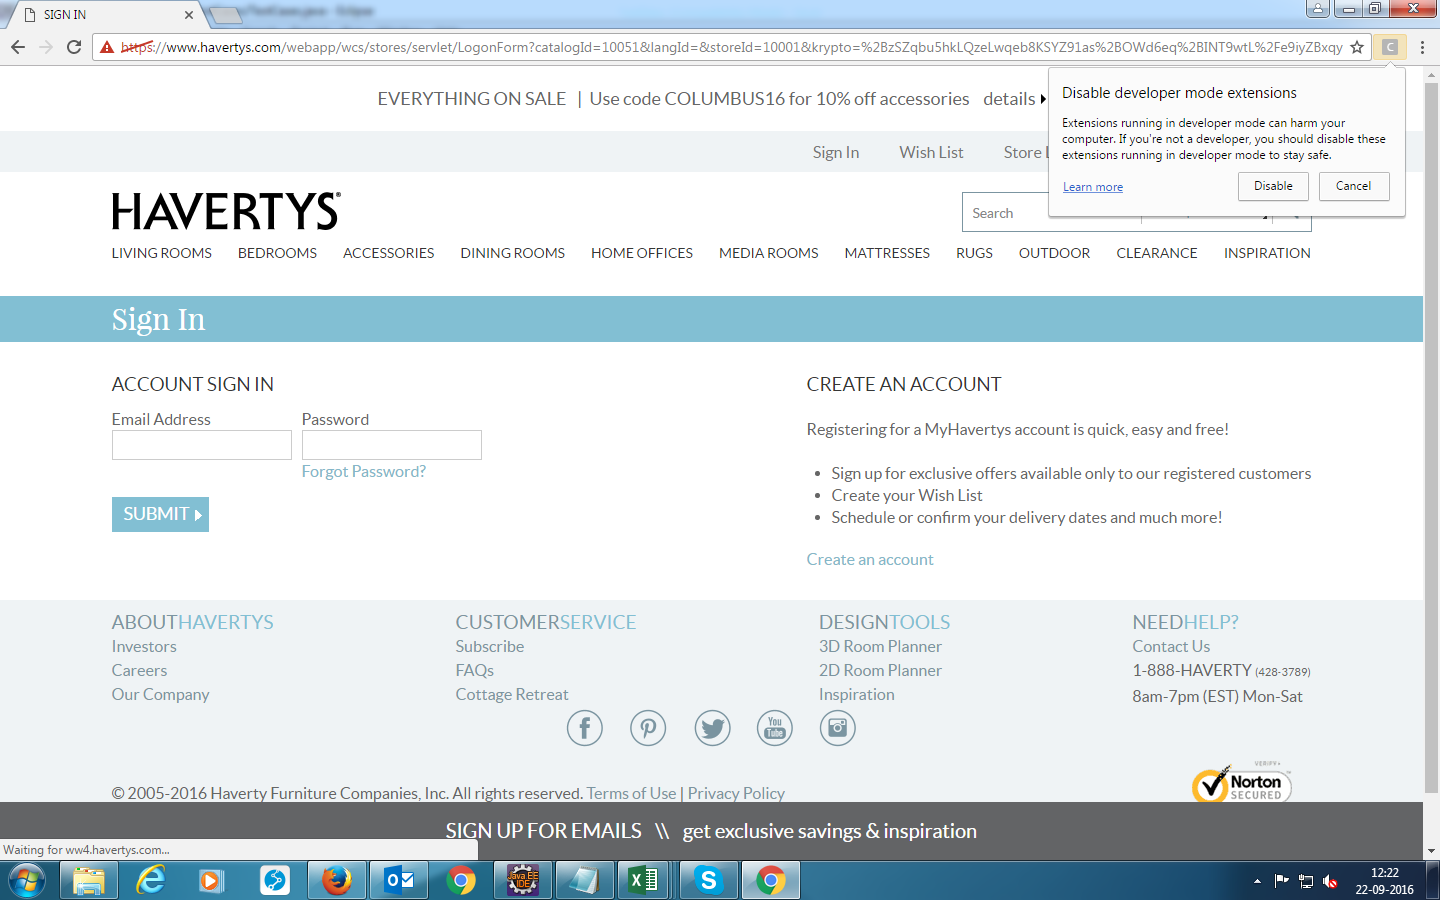 SIGN IN
https://www.havertys.com/webapp/wcs/stores/servlet/LogonForm?catalogId=10051&langId=&storeId=10001&krypto=%2BzSZqbu5hkLQzeLwqeb8KSYZ91as%2BOWd6eq%2BINT9wtL%2Fe9iyZBxqy
C
EVERYTHING ON SALE | Use code COLUMBUS16 for 10% off accessories details
Disable developer mode extensions
Extensions running in developer mode can harm your
computer. If you're not a developer, you should disable these
extensions running in developer mode to stay safe.
Learn more Disable Cancel
Sign In Wish List Store
HAVERTYS®
Search
LIVING ROOMS BEDROOMS ACCESSORIES DINING ROOMS HOME OFFICES MEDIA ROOMS MATTRESSES RUGS OUTDOOR CLEARANCE INSPIRATION
Sign In
ACCOUNT SIGN IN
Email Address Password
Forgot Password?
SUBMIT
CREATE AN ACCOUNT
Registering for a MyHavertys account is quick, easy and free!
• Sign up for exclusive offers available only to our registered customers
• Create your Wish List
• Schedule or confirm your delivery dates and much more!
Create an account
ABOUTHAVERTYS
Investors
Careers
Our Company
CUSTOMERSERVICE
Subscribe
FAQs
Cottage Retreat
DESIGNTOOLS
3D Room Planner
2D Room Planner
Inspiration
NEEDHELP?
Contact Us
1-888-HAVERTY (428-3789)
8am-7pm (EST) Mon-Sat
You
Tube
VERIFY
Norton
SECURED
© 2005-2016 Haverty Furniture Companies, Inc. All rights reserved. Terms of Use | Privacy Policy
SIGN UP FOR EMAILS \\ get exclusive savings & inspiration
Waiting for ww4.havertys.com...
Java EE
IDE
12:22
22-09-2016